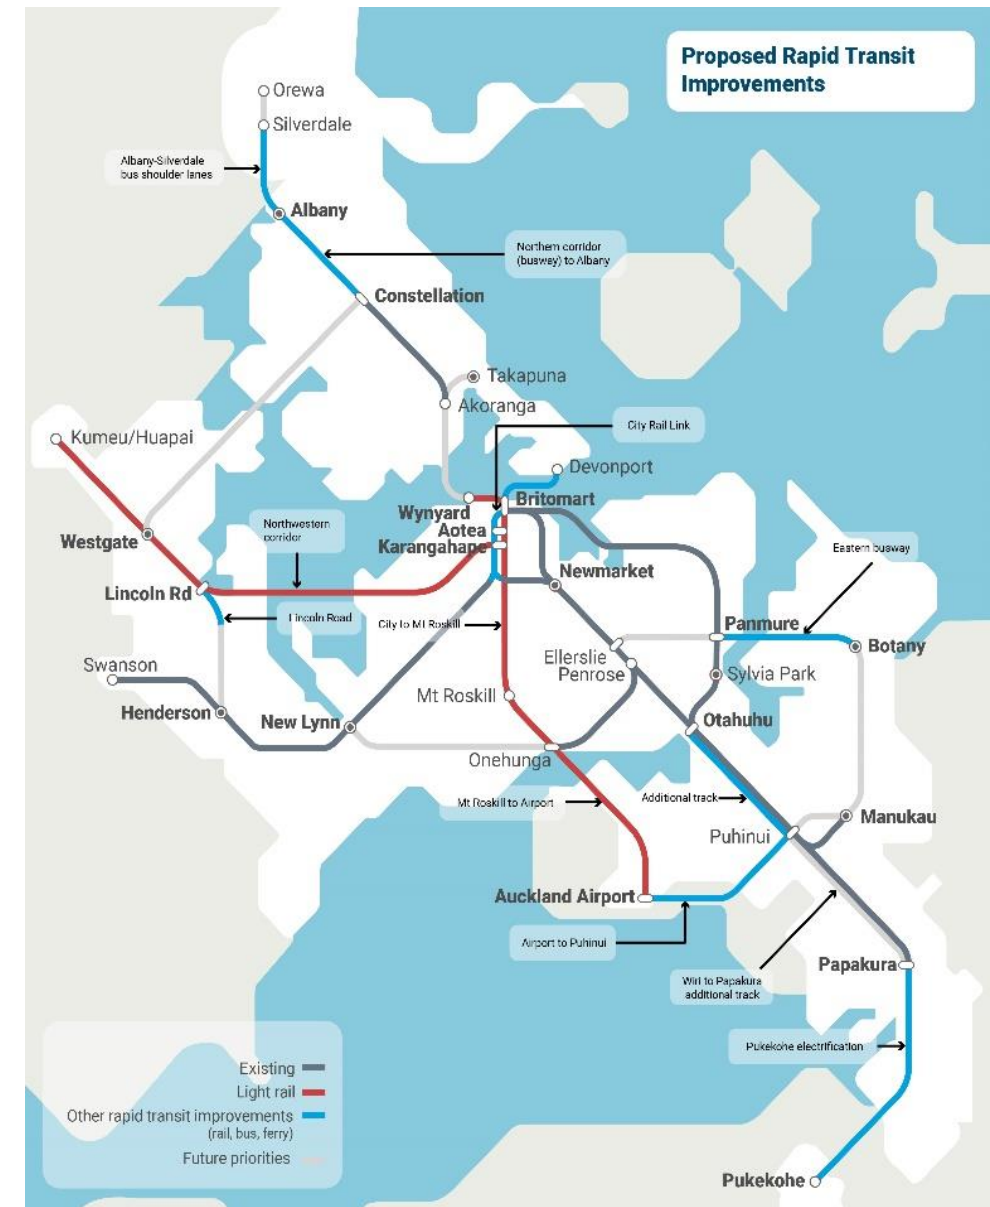 Proposed Rapid Transit
Improvements
Orewa
Silverdale
Albany-Silverdale
bus shoulder lanes
Albany
Northern corridor
(busway) to Albany
Constellation
Takapuna
Akoranga
City Rail Link
Kumeu/Huapai
Devonport
Britomart
Wynyard
Aotea
Karangahape
Northwestern
corridor
Westgate
Eastern busway
Newmarket
Lincoln Rd
Lincoln Road
City to Mt Roskill
Panmure
Botany
Ellerslie
Penrose
Swanson
Sylvia Park
Mt Roskill
Henderson
New Lynn
Otahuhu
Onehunga
Mt Roskill to Airport
Additional track
Puhinui
Manukau
Auckland Airport
Airport to Puhinui
Papakura
Wiri to Papakura
additional track
Pukekohe electrification
Existing
Light rail
Other rapid transit improvements
(rail, bus, ferry)
Future priorities
Pukekohe